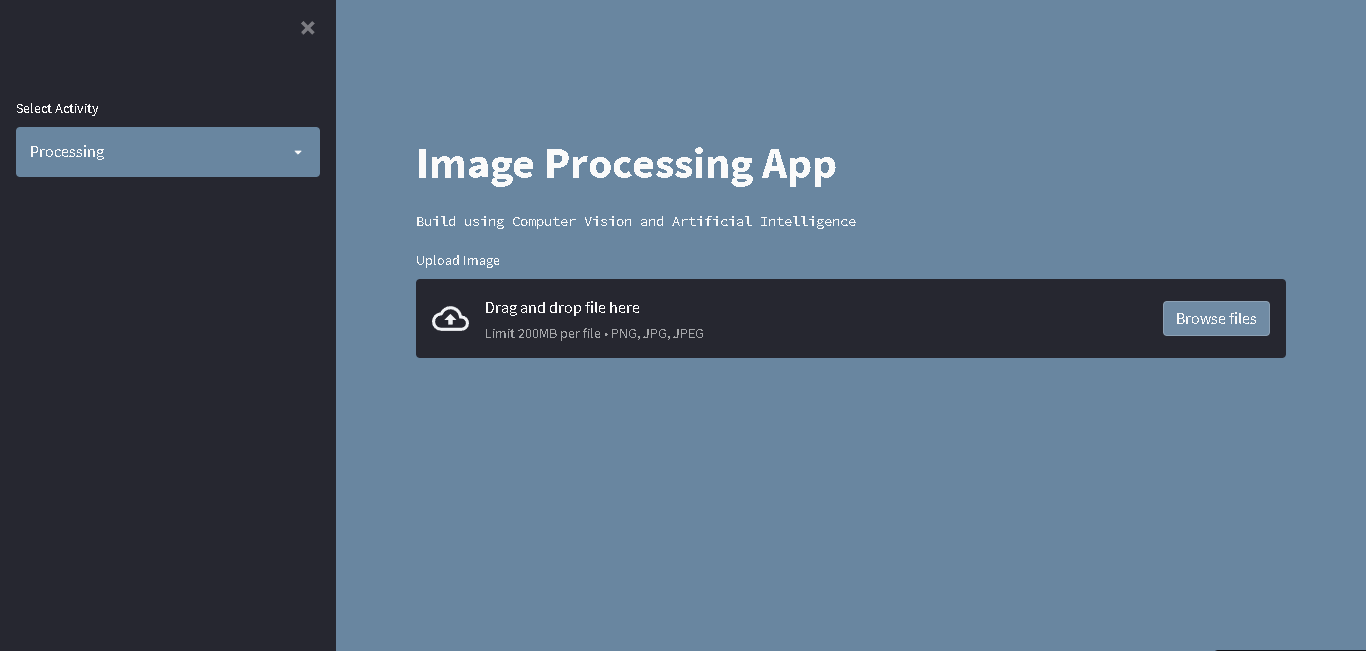 Select Activity
Processing
Image Processing App
Build using Computer Vision and Artificial Intelligence
Upload Image
Drag and drop file here
Limit 200MB per file • PNG, JPG, JPEG
Browse files